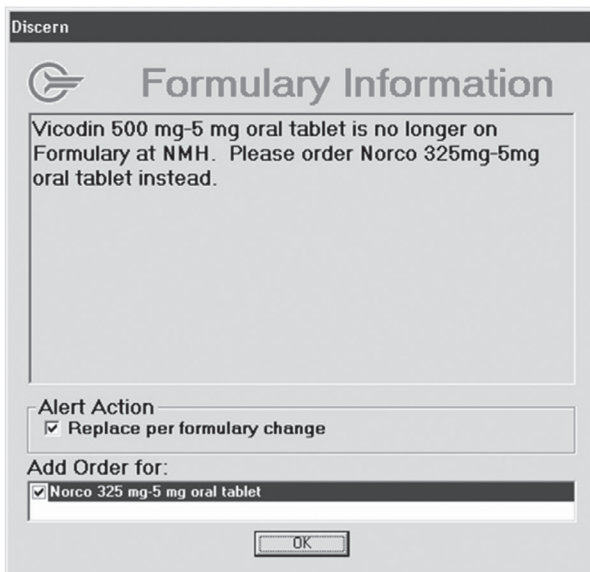 Discern
Formulary Information
Vicodin 500 mg-5 mg oral tablet is no longer on
Formulary at NMH.  Please order Norco 325mg-5mg
oral tablet instead.
Alert Action
Replace per formulary change
Add Order for:
Norco 325 mg-5 mg oral tablet
OK